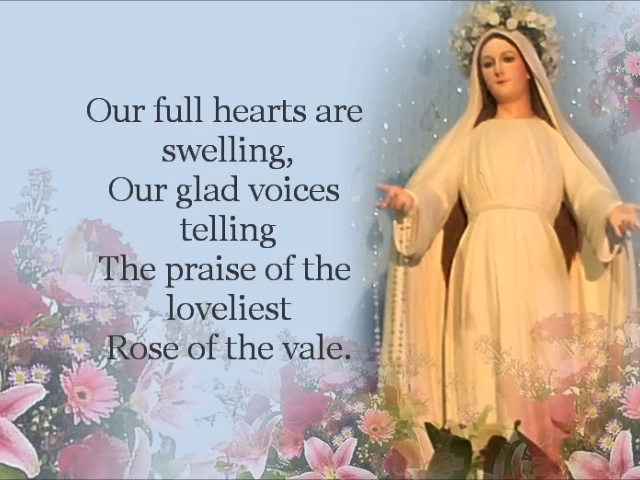 Our full hearts are
swelling,
Our glad voices
telling
The praise of the
loveliest
Rose of the vale.